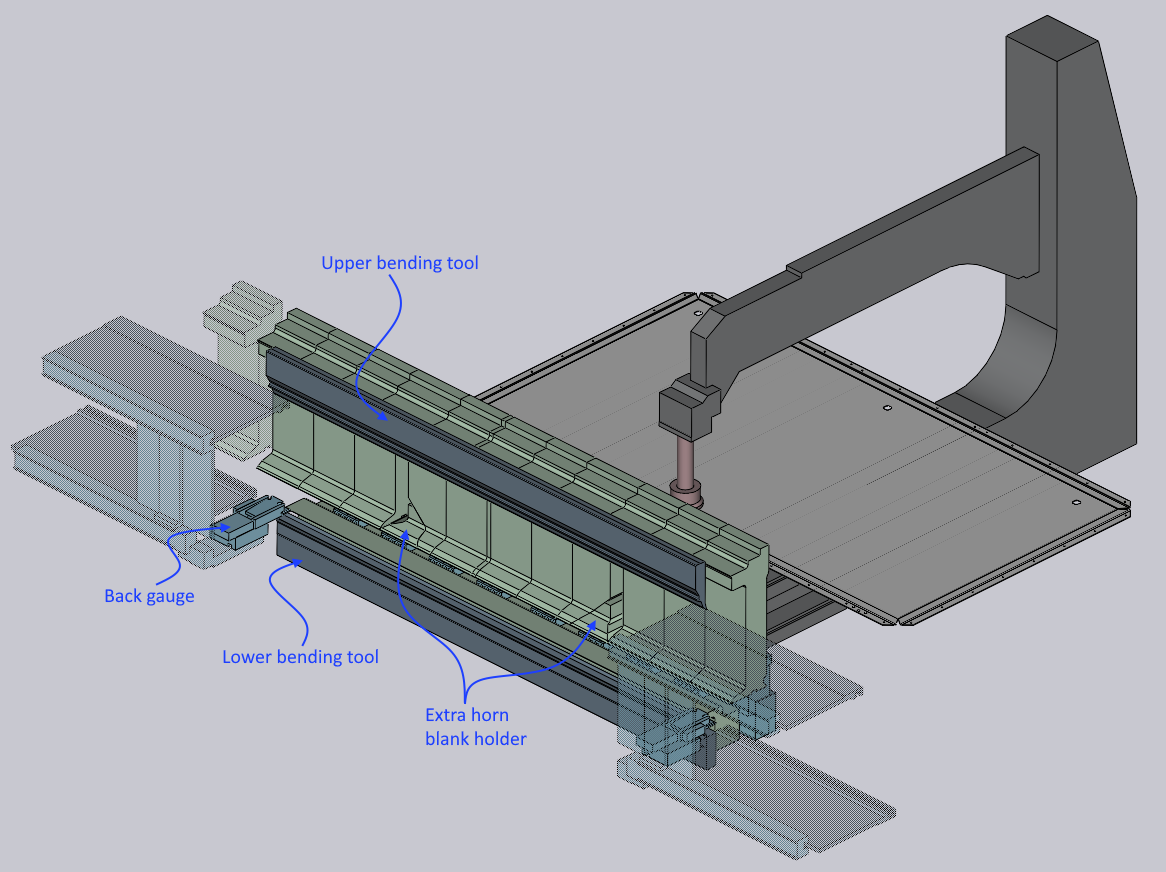 Upper bending tool
Back gauge
Lower bending tool
Extra horn
blank holder